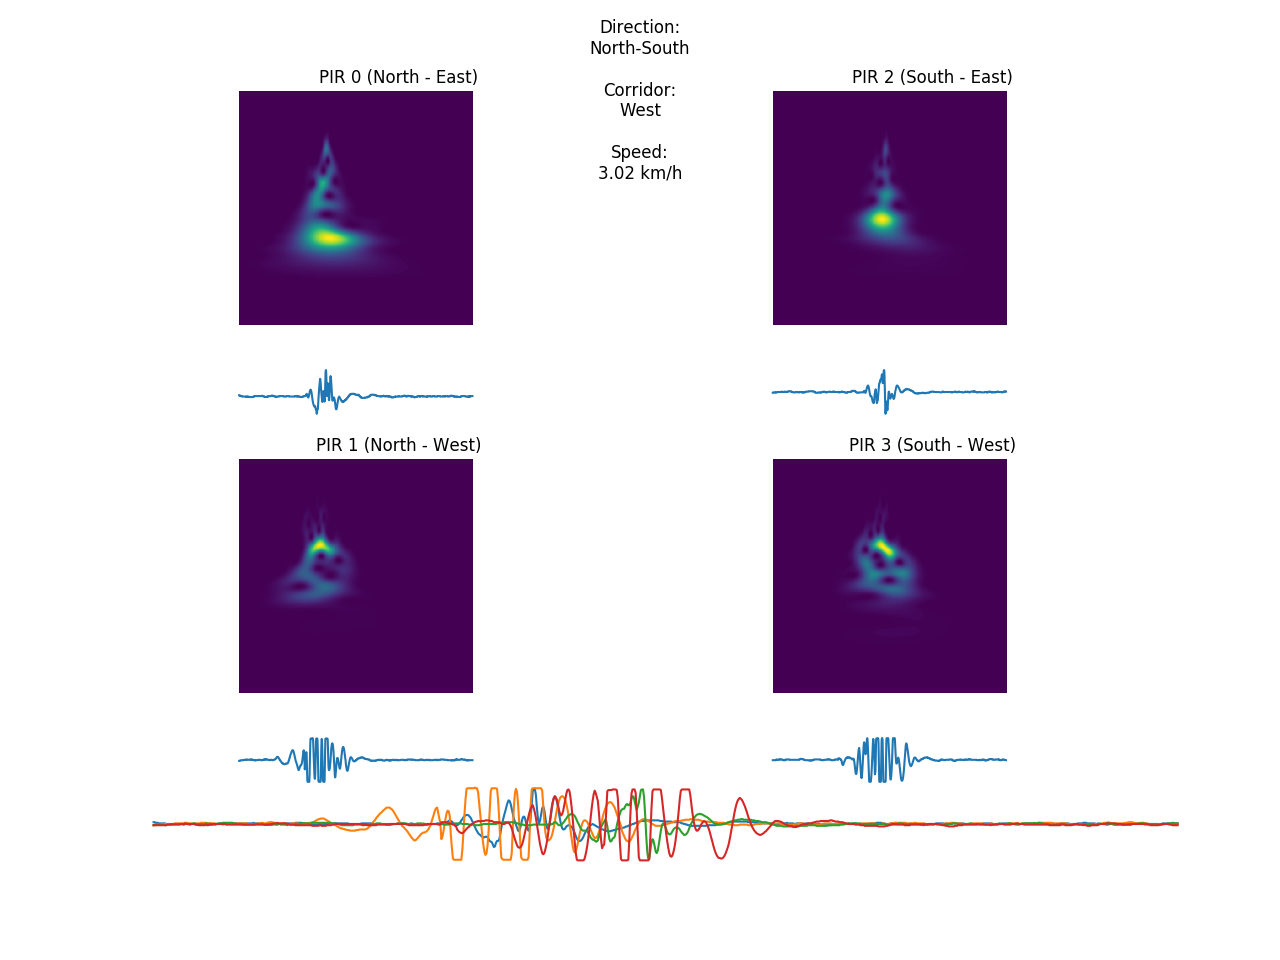 Direction:
North-South
Corridor:
West
Speed:
3.02 km/h
PIR 0 (North - East)
PIR 2 (South - East)
PIR 1 (North - West)
PIR 3 (South - West)